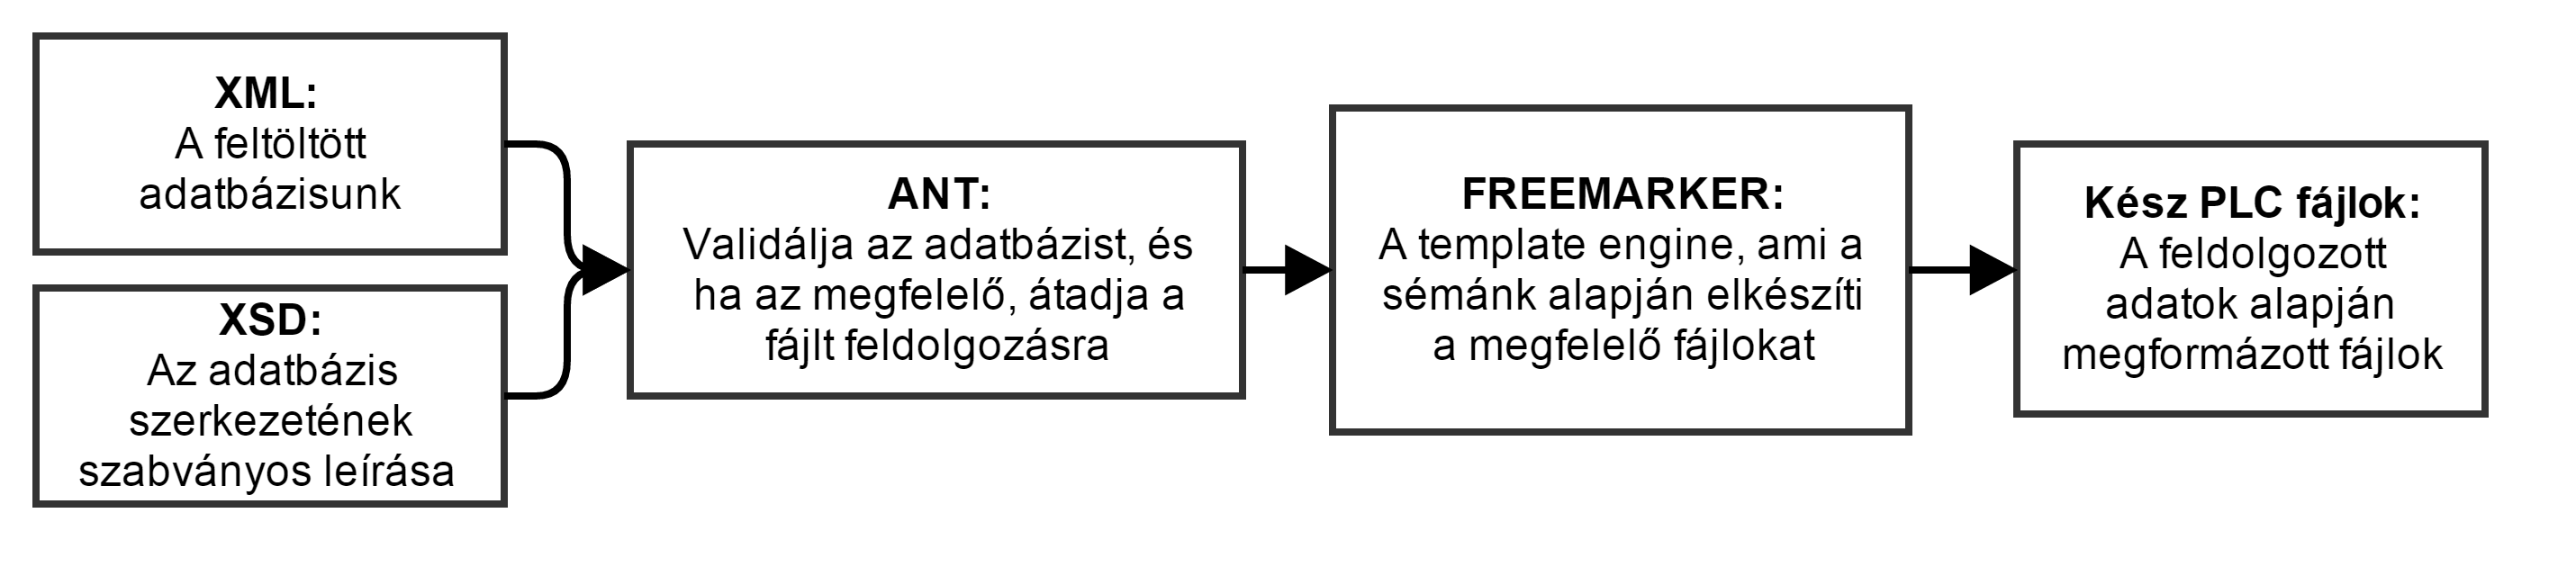 XML:
A feltöltött
adatbázisunk
XSD:
Az adatbázis
szerkezetének
szabványos leírása
ANT:
Validálja az adatbázist, és
ha az megfelelő, átadja a
fájlt feldolgozásra
FREEMARKER:
A template engine, ami a
sémánk alapján elkészíti
a megfelelő fájlokat
Kész PLC fájlok:
A feldolgozott
adatok alapján
megformázott fájlok